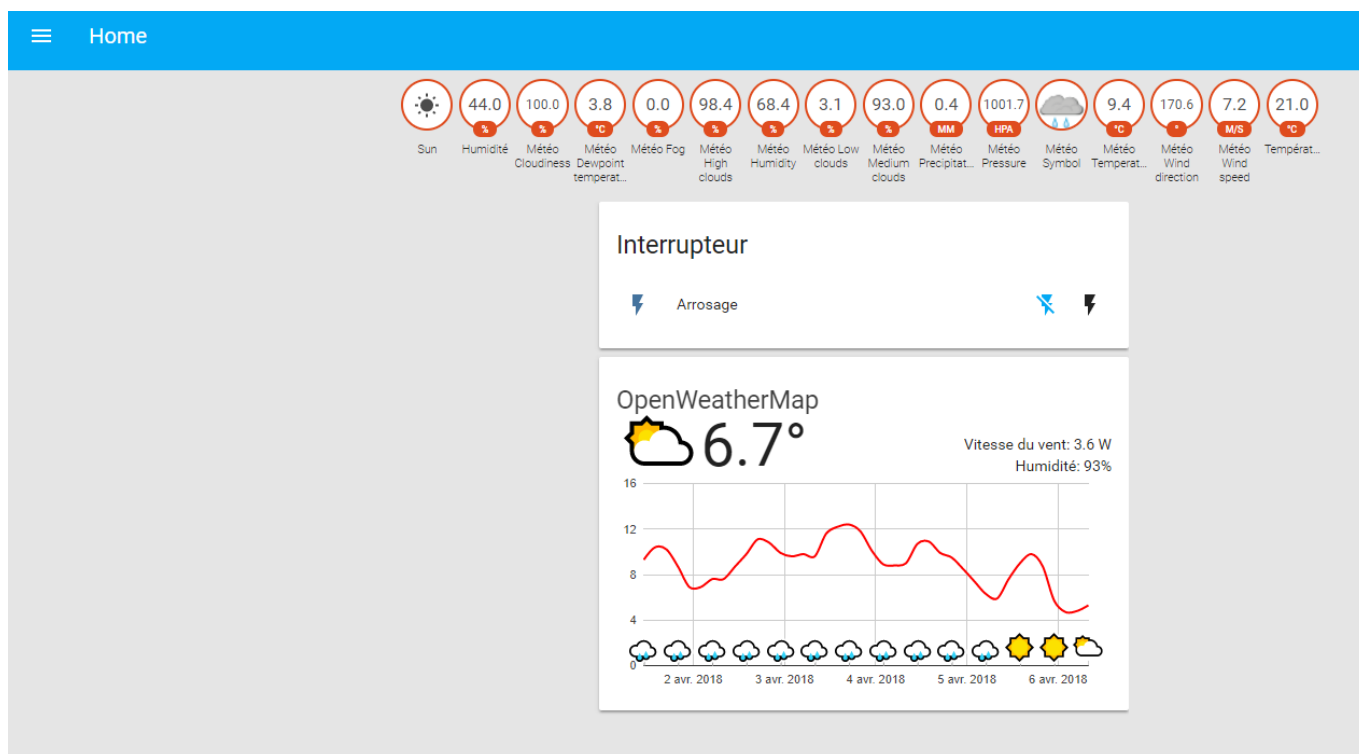 Home
44.0 100.0 3.8 0.0 98.4 68.4 3.1 93.0 0.4 1001.7 9.4 170.6 7.2 21.0
% % °C % % % % % MM HPA °C ° M/S °C
Sun Humidité Météo Météo Météo Fog Météo Météo Météo Low Météo Météo Météo Météo Météo Météo Météo Températ...
Cloudiness Dewpoint High Humidity clouds Medium Precipitat... Pressure Symbol Temperat... Wind Wind
temperat... clouds clouds direction speed
Interrupteur
Arrosage
OpenWeatherMap
6.7°
Vitesse du vent: 3.6 W
Humidité: 93%
16
12
8
4
0
2 avr. 2018 3 avr. 2018 4 avr. 2018 5 avr. 2018 6 avr. 2018